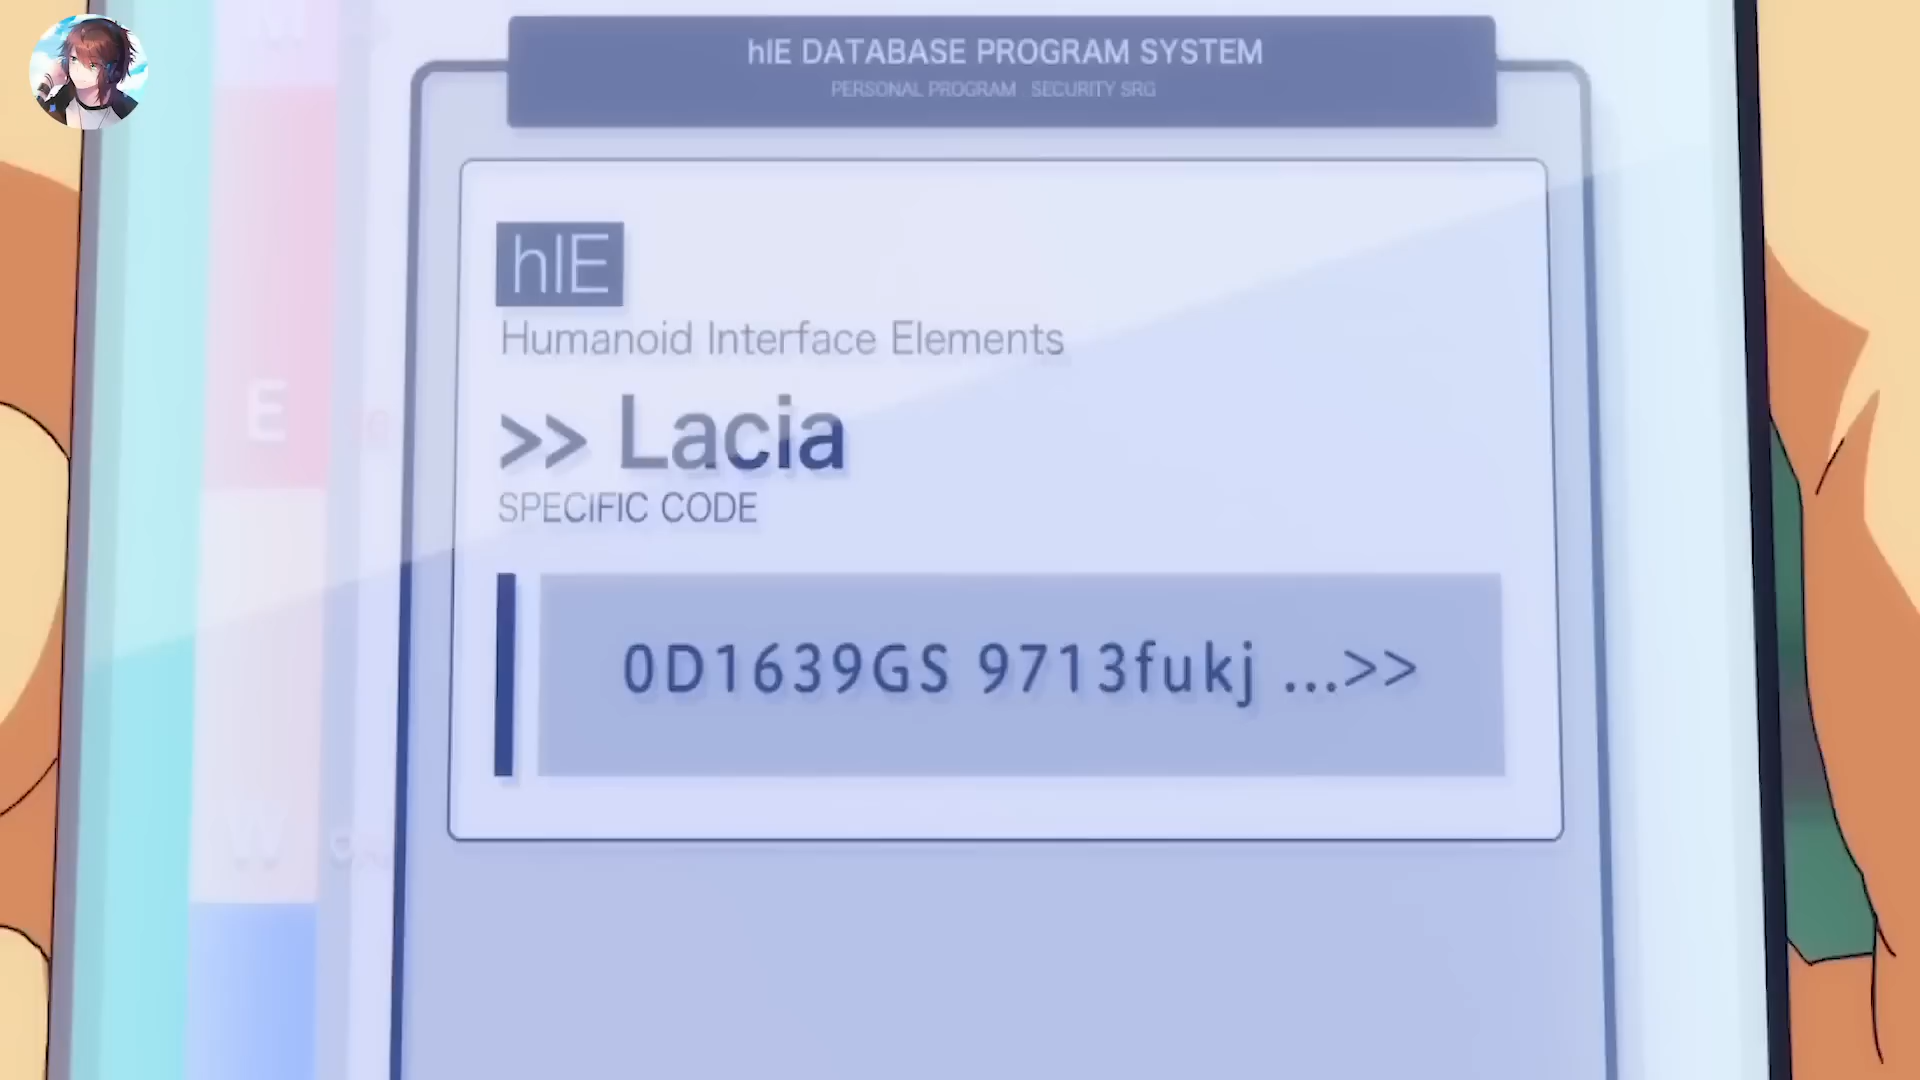 hIE DATABASE PROGRAM SYSTEM
PERSONAL PROGRAM SECURITY SRG
hIE
Humanoid Interface Elements
>> Lacia
SPECIFIC CODE
0D1639GS 9713fukj ...>>
E
W